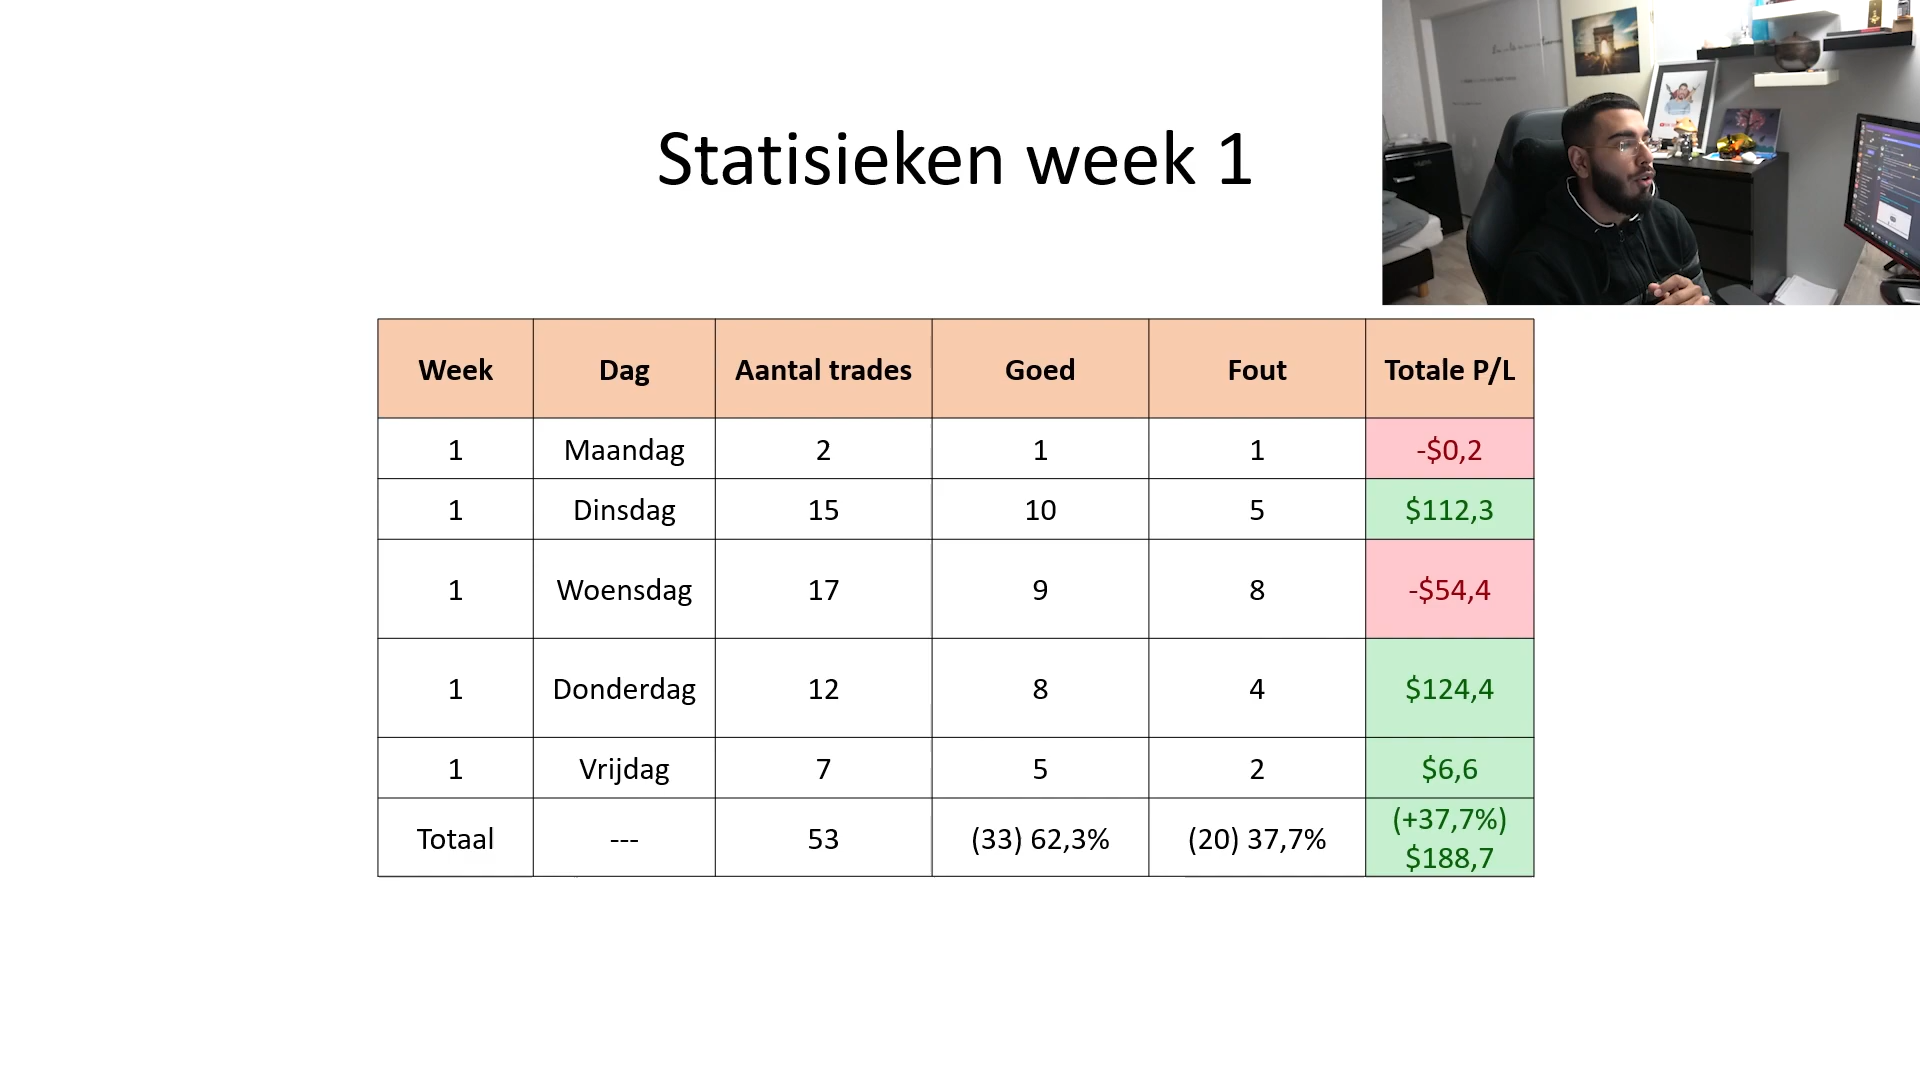 Statisieken week 1
Week Dag Aantal trades Goed Fout Totale P/L
1 Maandag 2 1 1 -$0,2
1 Dinsdag 15 10 5 $112,3
1 Woensdag 17 9 8 -$54,4
1 Donderdag 12 8 4 $124,4
1 Vrijdag 7 5 2 $6,6
Totaal --- 53 (33) 62,3% (20) 37,7% (+37,7%)
$188,7